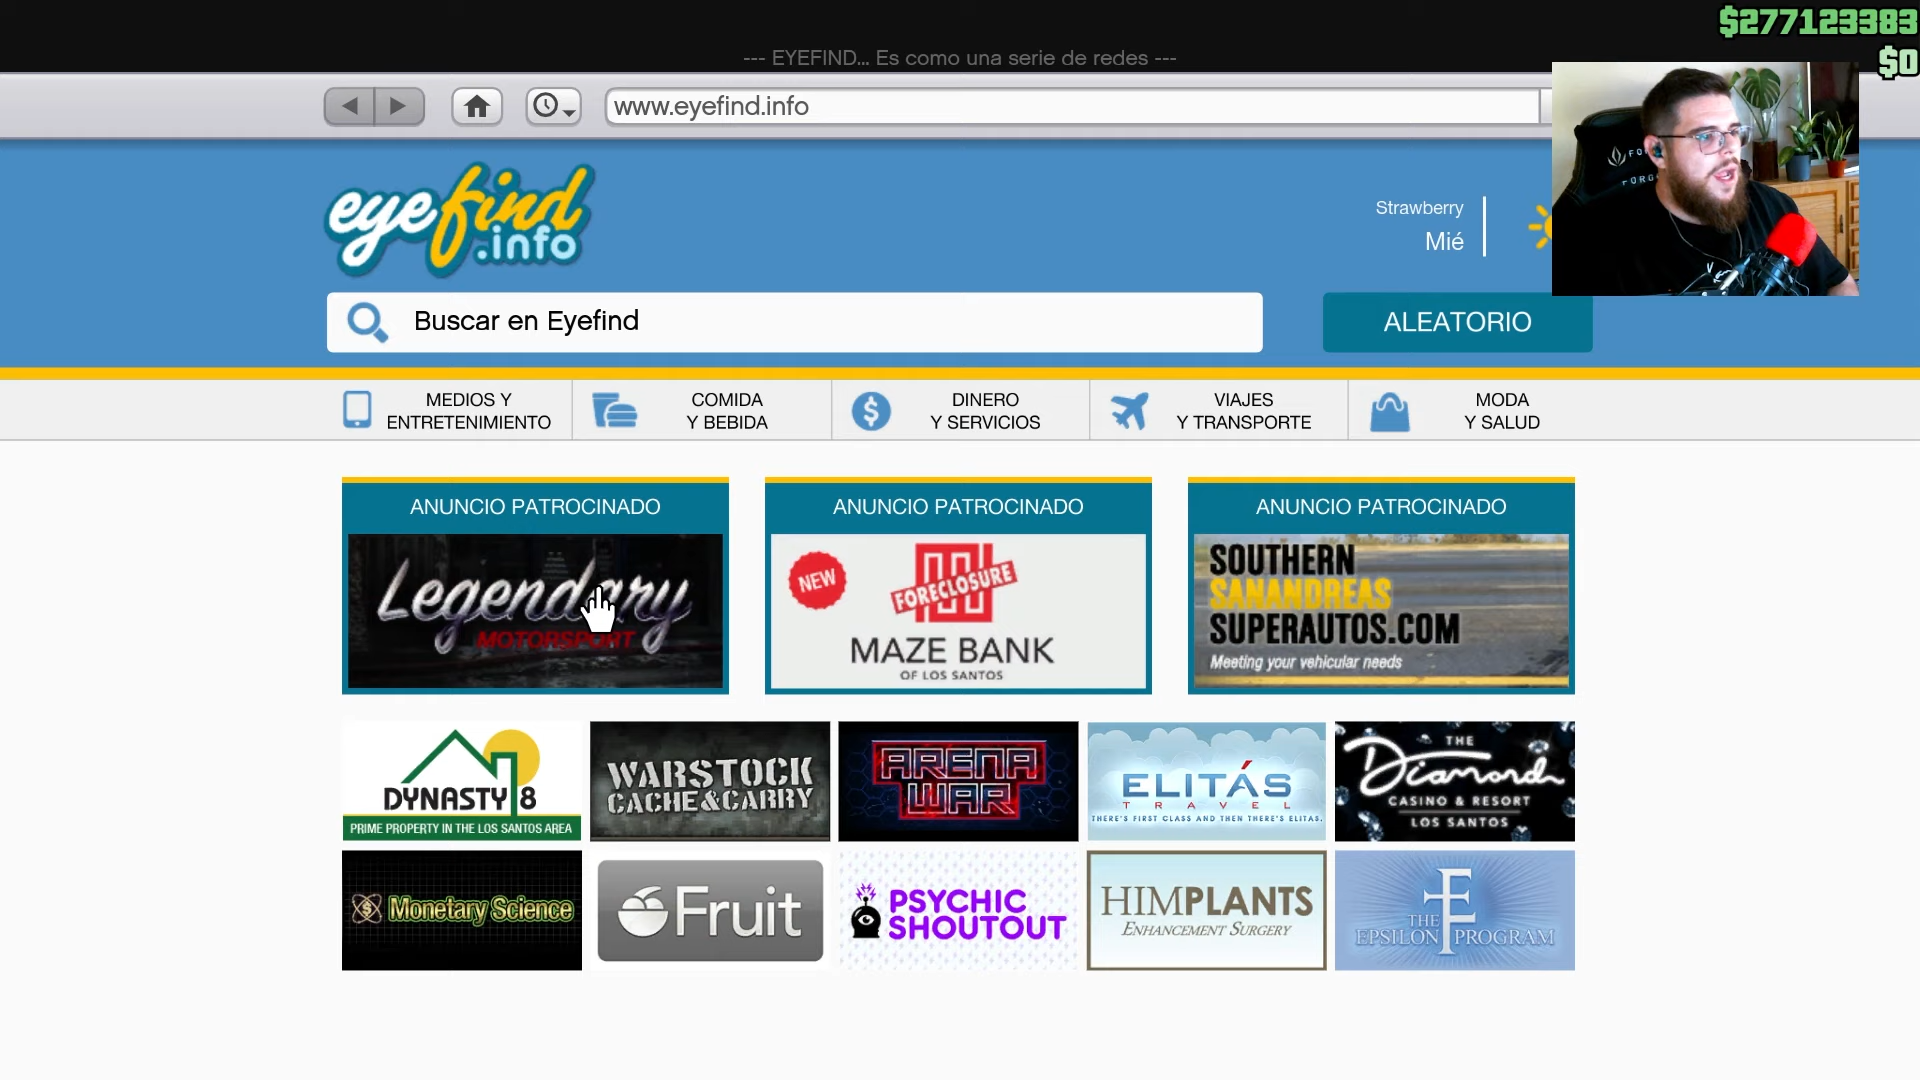 $277123383
--- EYEFIND... Es como una serie de redes ---
$0
www.eyefind.info
eyefind
.info
Strawberry
Mié
Buscar en Eyefind
ALEATORIO
MEDIOS Y
ENTRETENIMIENTO
COMIDA
Y BEBIDA
DINERO
Y SERVICIOS
VIAJES
Y TRANSPORTE
MODA
Y SALUD
ANUNCIO PATROCINADO
Legendary
MOTORSPORT
ANUNCIO PATROCINADO
NEW
FORECLOSURE
MAZE BANK
OF LOS SANTOS
ANUNCIO PATROCINADO
SOUTHERN
SANANDREAS
SUPERAUTOS.COM
Meeting your vehicular needs
DYNASTY 8
PRIME PROPERTY IN THE LOS SANTOS AREA
WARSTOCK
CACHE&CARRY
ARENA
WAR
ELITÁS
TRAVEL
THERE'S FIRST CLASS AND THEN THERE'S ELITAS.
THE
Diamond
CASINO & RESORT
LOS SANTOS
Monetary Science
Fruit
PSYCHIC
SHOUTOUT
HIMPLANTS
ENHANCEMENT SURGERY
THE
EPSILON PROGRAM